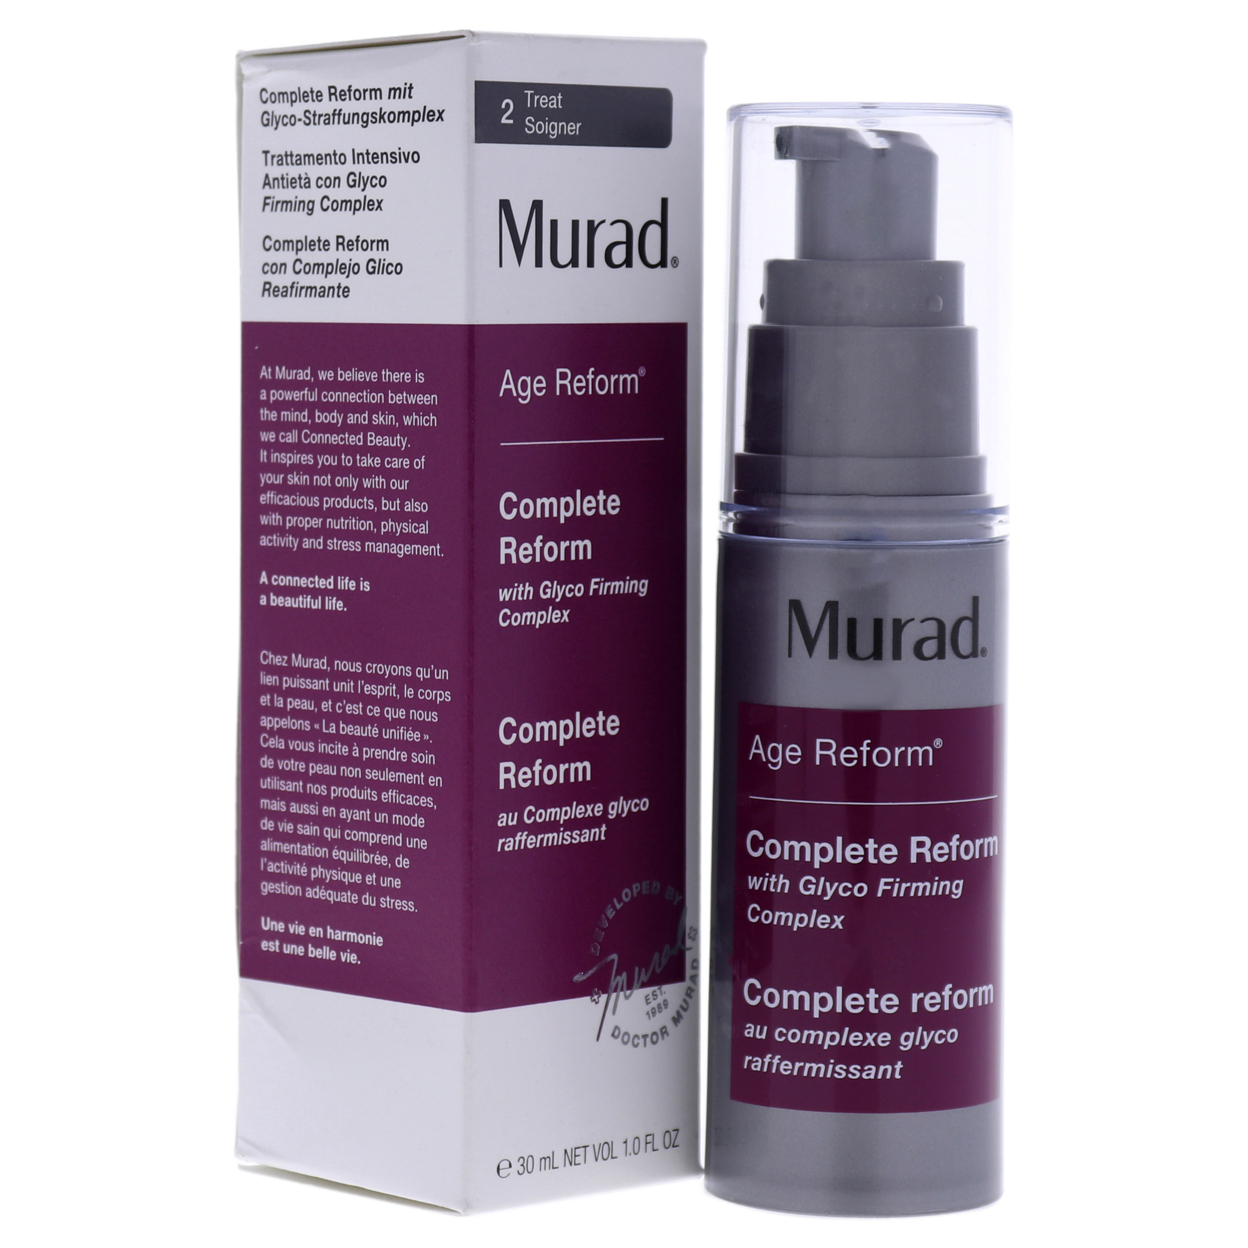 Complete Reform mit
Glyco-Straffungskomplex
Trattamento Intensivo
Antietà con Glyco
Firming Complex
Complete Reform
con Complejo Glico
Reafirmante
At Murad, we believe there is
a powerful connection between
the mind, body and skin, which
we call Connected Beauty.
It inspires you to take care of
your skin not only with our
efficacious products, but also
with proper nutrition, physical
activity and stress management.
A connected life is
a beautiful life.
Chez Murad, nous croyons qu'un
lien puissant unit l'esprit, le corps
et la peau, et c'est ce que nous
appelons « La beauté unifiée ».
Cela vous incite à prendre soin
de votre peau non seulement en
utilisant nos produits efficaces,
mais aussi en ayant un mode
de vie sain qui comprend une
alimentation équilibrée, de
l'activité physique et une
gestion adéquate du stress.
Une vie en harmonie
est une belle vie.
2 Treat
Soigner
Murad®
Age Reform®
Complete
Reform
with Glyco Firming
Complex
Complete
Reform
au Complexe glyco
raffermissant
DEVELOPED BY
Murad
EST.
1989
DOCTOR MURAD
℮ 30 mL NET VOL 1.0 FL OZ
Murad®
Age Reform®
Complete Reform
with Glyco Firming
Complex
Complete reform
au complexe glyco
raffermissant